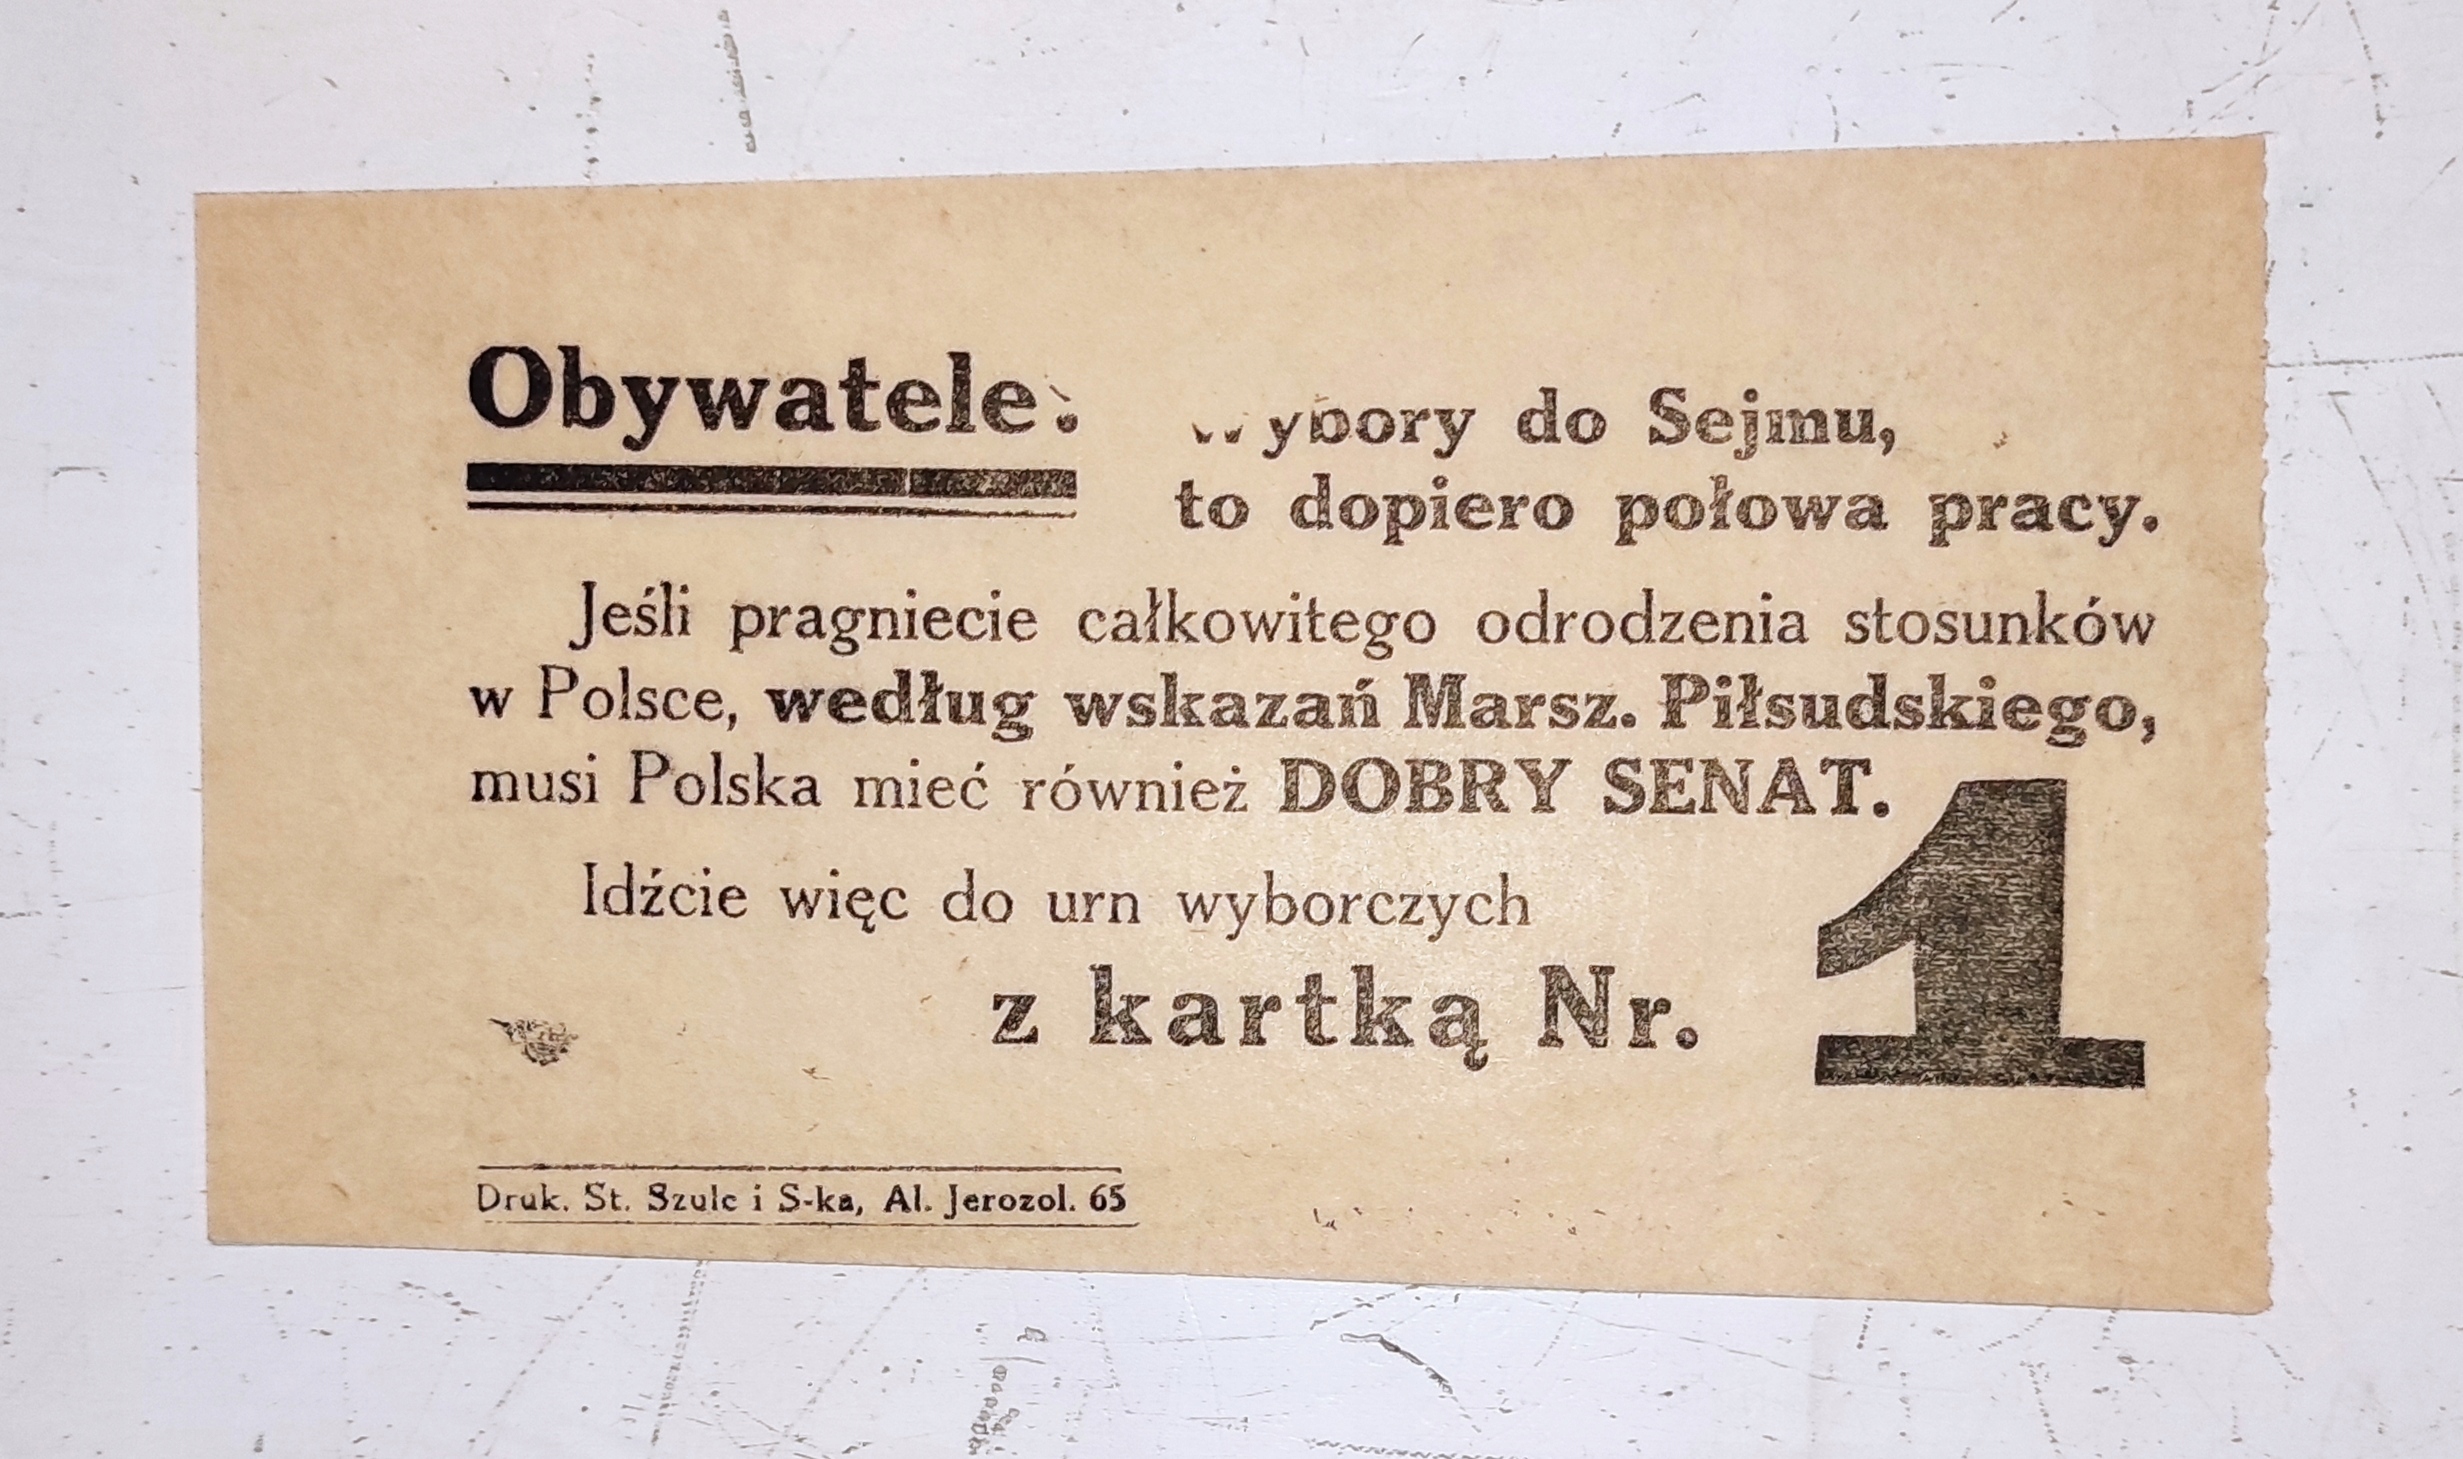 Obywatele!
Wybory do Sejmu,
to dopiero połowa pracy.
Jeśli pragniecie całkowitego odrodzenia stosunków
w Polsce, według wskazań Marsz. Piłsudskiego,
musi Polska mieć również DOBRY SENAT.
Idźcie więc do urn wyborczych
z kartką Nr. 1
Druk. St. Szulc i S-ka, Al. Jerozol. 65